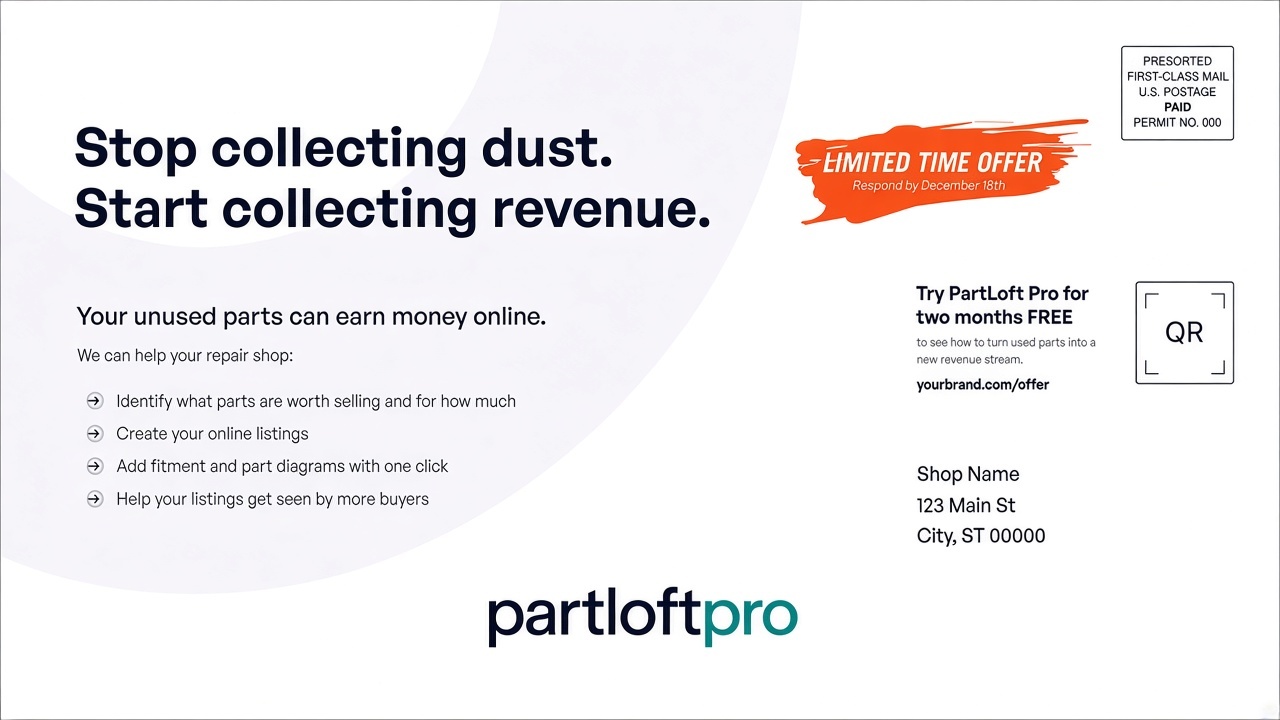 Stop collecting dust.
Start collecting revenue.
Your unused parts can earn money online.
We can help your repair shop:
Identify what parts are worth selling and for how much
Create your online listings
Add fitment and part diagrams with one click
Help your listings get seen by more buyers
PRESORTED
FIRST-CLASS MAIL
U.S. POSTAGE
PAID
PERMIT NO. 000
LIMITED TIME OFFER
Respond by December 18th
Try PartLoft Pro for
two months FREE
to see how to turn used parts into a
new revenue stream.
yourbrand.com/offer
QR
Shop Name
123 Main St
City, ST 00000
partloftpro